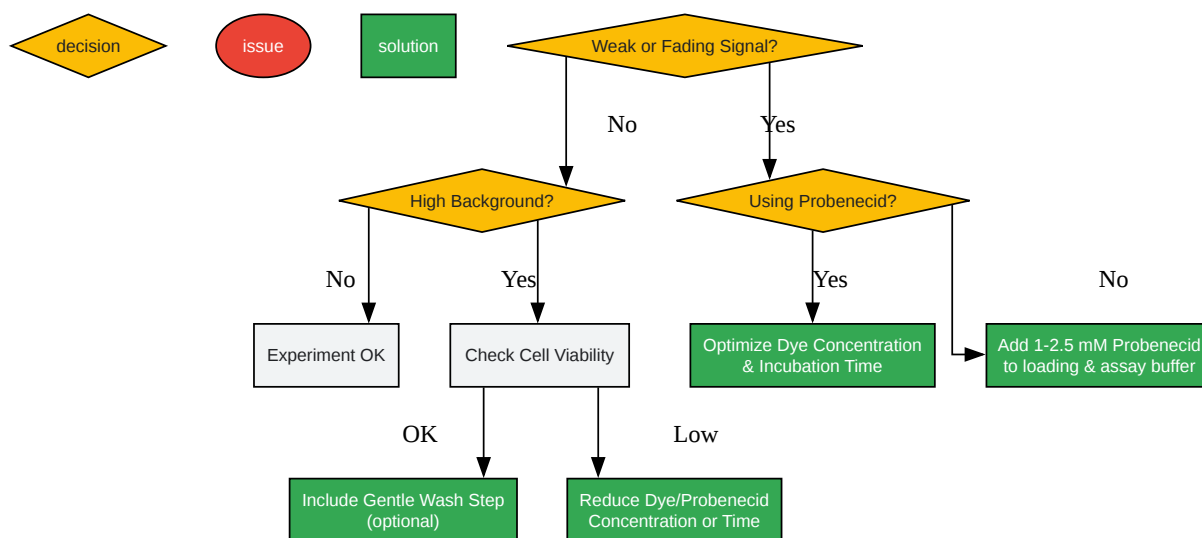 decision
issue
solution
Weak or Fading Signal?
No
Yes
High Background?
Using Probenecid?
No
Yes
Yes
No
Experiment OK
Check Cell Viability
Optimize Dye Concentration
& Incubation Time
Add 1-2.5 mM Probenecid
to loading & assay buffer
OK
Low
Include Gentle Wash Step
(optional)
Reduce Dye/Probenecid
Concentration or Time